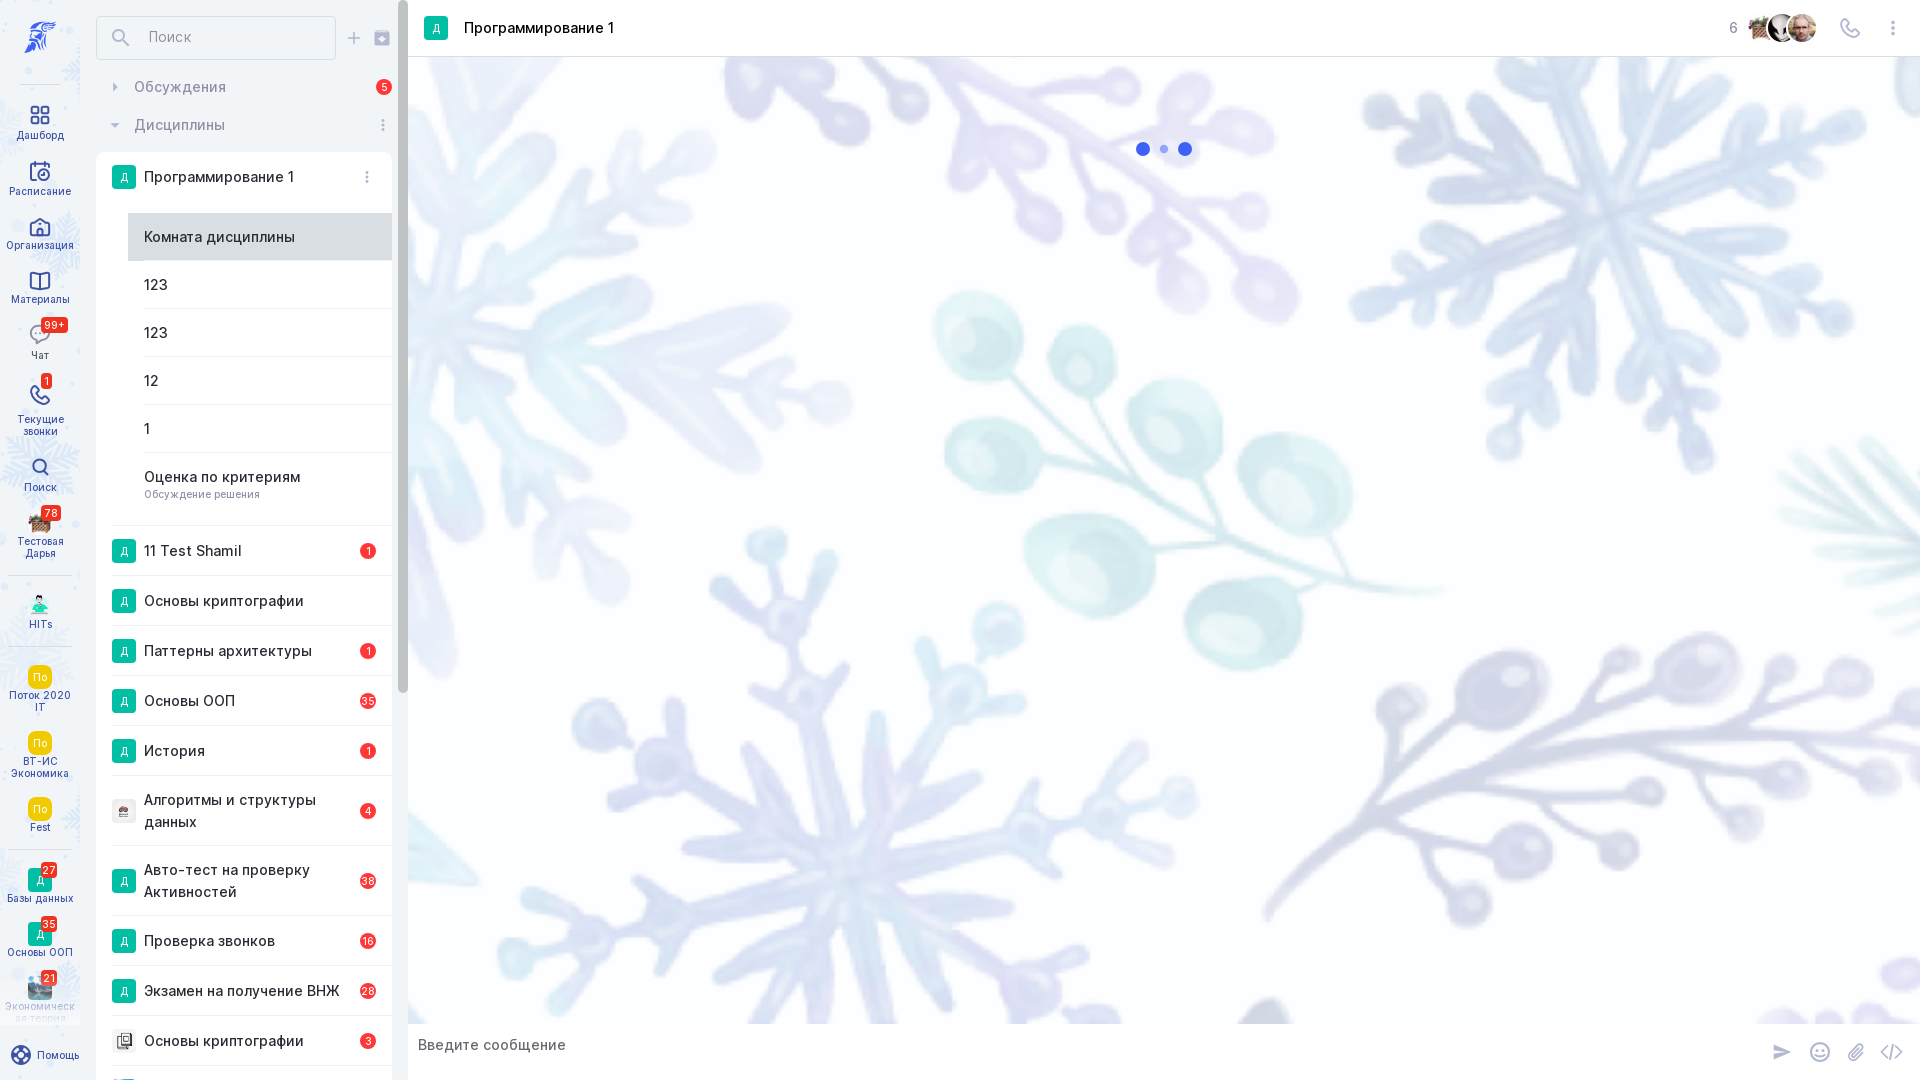 Дашборд
Расписание
Организация
Материалы
99+
Чат
1
Текущие
звонки
Поиск
78
Тестовая
Дарья
HITs
По
Поток 2020
IT
По
ВТ-ИС
Экономика
По
Fest
27
Д
Базы данных
35
Д
Основы ООП
21
Экономическ
ая теория
Помощь
Поиск
Обсуждения
5
Дисциплины
Д
Программирование 1
Комната дисциплины
123
123
12
1
Оценка по критериям
Обсуждение решения
Д
11 Test Shamil
1
Д
Основы криптографии
Д
Паттерны архитектуры
1
Д
Основы ООП
35
Д
История
1
Алгоритмы и структуры
данных
4
Д
Авто-тест на проверку
Активностей
38
Д
Проверка звонков
16
Д
Экзамен на получение ВНЖ
28
Основы криптографии
3
Д
Программирование 1
6
Введите сообщение